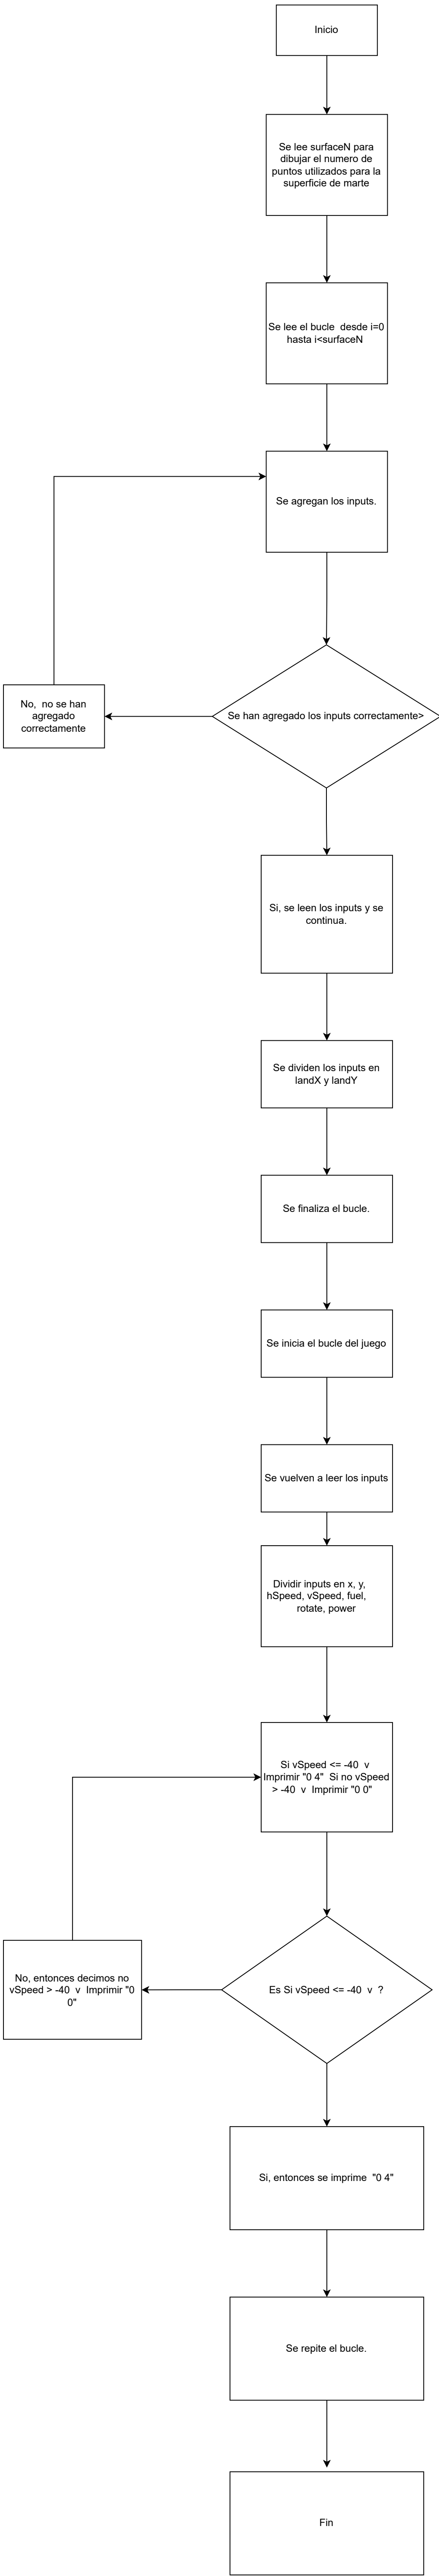 Inicio
Se lee surfaceN para
dibujar el numero de
puntos utilizados para la
superficie de marte
Se lee el bucle desde i=0
hasta i<surfaceN
Se agregan los inputs.
Se han agregado los inputs correctamente>
No, no se han
agregado
correctamente
Si, se leen los inputs y se
continua.
Se dividen los inputs en
landX y landY
Se finaliza el bucle.
Se inicia el bucle del juego
Se vuelven a leer los inputs
Dividir inputs en x, y,
hSpeed, vSpeed, fuel,
rotate, power
Si vSpeed <= -40 v
Imprimir "0 4" Si no vSpeed
> -40 v Imprimir "0 0"
Es Si vSpeed <= -40 v ?
No, entonces decimos no
vSpeed > -40 v Imprimir "0
0"
Si, entonces se imprime "0 4"
Se repite el bucle.
Fin